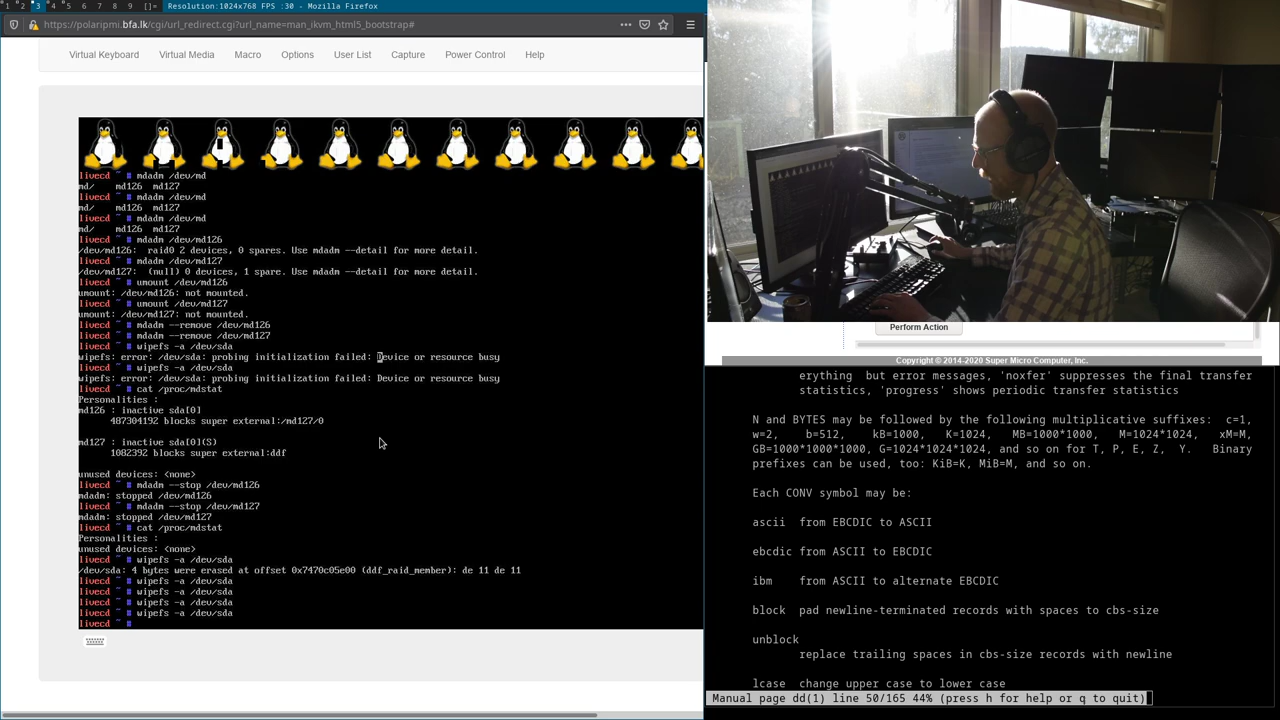 1 2 3 4 5 6 7 8 9 []= Resolution:1024x768 FPS :30 - Mozilla Firefox
https://polaripmi.bfa.lk/cgi/url_redirect.cgi?url_name=man_ikvm_html5_bootstrap#
Virtual Keyboard Virtual Media Macro Options User List Capture Power Control Help
livecd ~ # mdadm /dev/md
md/ md126 md127
livecd ~ # mdadm /dev/md
md/ md126 md127
livecd ~ # mdadm /dev/md
md/ md126 md127
livecd ~ # mdadm /dev/md126
/dev/md126: raid0 2 devices, 0 spares. Use mdadm --detail for more detail.
livecd ~ # mdadm /dev/md127
/dev/md127: (null) 0 devices, 1 spare. Use mdadm --detail for more detail.
livecd ~ # umount /dev/md126
umount: /dev/md126: not mounted.
livecd ~ # umount /dev/md127
umount: /dev/md127: not mounted.
livecd ~ # mdadm --remove /dev/md126
livecd ~ # mdadm --remove /dev/md127
livecd ~ # wipefs -a /dev/sda
wipefs: error: /dev/sda: probing initialization failed: Device or resource busy
livecd ~ # wipefs -a /dev/sda
wipefs: error: /dev/sda: probing initialization failed: Device or resource busy
livecd ~ # cat /proc/mdstat
Personalities :
md126 : inactive sda[0]
487304192 blocks super external:/md127/0
md127 : inactive sda[0](S)
1082392 blocks super external:ddf
unused devices: <none>
livecd ~ # mdadm --stop /dev/md126
mdadm: stopped /dev/md126
livecd ~ # mdadm --stop /dev/md127
mdadm: stopped /dev/md127
livecd ~ # cat /proc/mdstat
Personalities :
unused devices: <none>
livecd ~ # wipefs -a /dev/sda
/dev/sda: 4 bytes were erased at offset 0x7470c05e00 (ddf_raid_member): de 11 de 11
livecd ~ # wipefs -a /dev/sda
livecd ~ # wipefs -a /dev/sda
livecd ~ # wipefs -a /dev/sda
livecd ~ # wipefs -a /dev/sda
livecd ~ #
Perform Action
Copyright © 2014-2020 Super Micro Computer, Inc.
erything but error messages, 'noxfer' suppresses the final transfer
statistics, 'progress' shows periodic transfer statistics
N and BYTES may be followed by the following multiplicative suffixes: c=1,
w=2, b=512, kB=1000, K=1024, MB=1000*1000, M=1024*1024, xM=M,
GB=1000*1000*1000, G=1024*1024*1024, and so on for T, P, E, Z, Y. Binary
prefixes can be used, too: KiB=K, MiB=M, and so on.
Each CONV symbol may be:
ascii from EBCDIC to ASCII
ebcdic from ASCII to EBCDIC
ibm from ASCII to alternate EBCDIC
block pad newline-terminated records with spaces to cbs-size
unblock
replace trailing spaces in cbs-size records with newline
lcase change upper case to lower case
Manual page dd(1) line 50/165 44% (press h for help or q to quit)